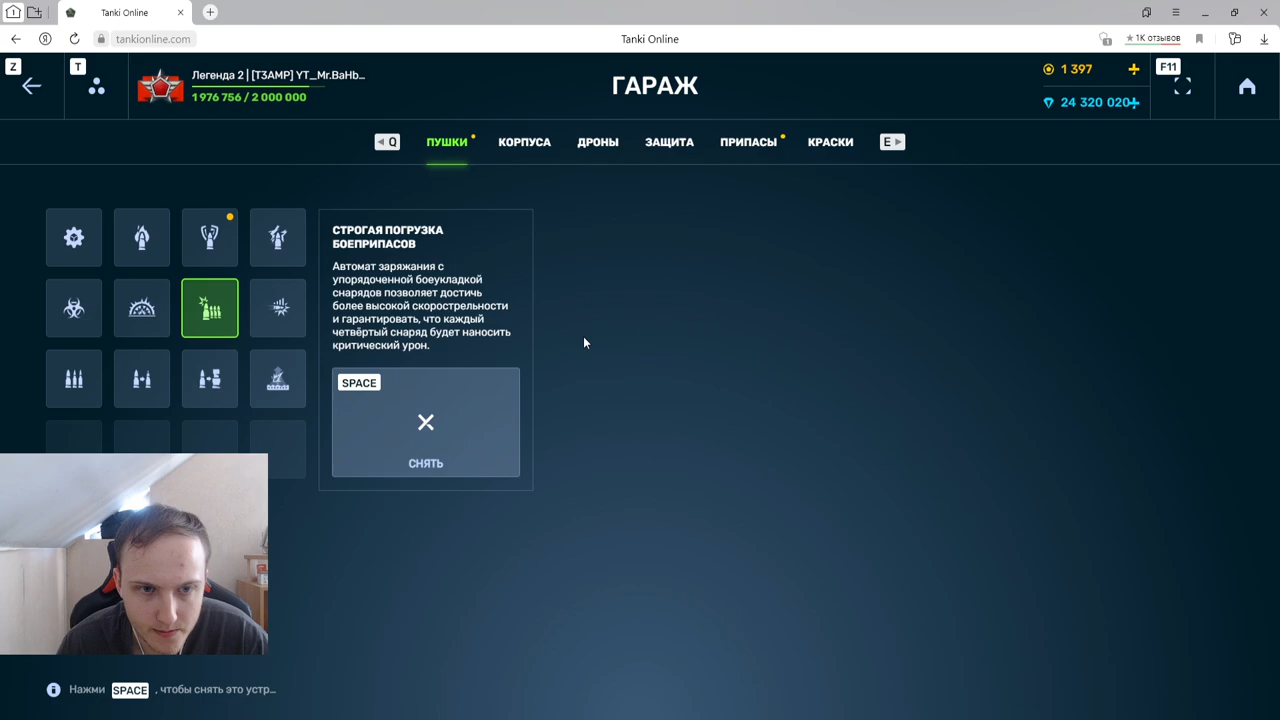 Tanki Online
tankionline.com
Tanki Online
1К отзывов
Z
T
Легенда 2 | [T3AMP] YT_Mr.BaHb...
1 976 756 / 2 000 000
ГАРАЖ
1 397
24 320 020
F11
Q
ПУШКИ
КОРПУСА
ДРОНЫ
ЗАЩИТА
ПРИПАСЫ
КРАСКИ
E
СТРОГАЯ ПОГРУЗКА
БОЕПРИПАСОВ
Автомат заряжания с
упорядоченной боеукладкой
снарядов позволяет достичь
более высокой скорострельности
и гарантировать, что каждый
четвёртый снаряд будет наносить
критический урон.
SPACE
СНЯТЬ
Нажми SPACE , чтобы снять это устр...